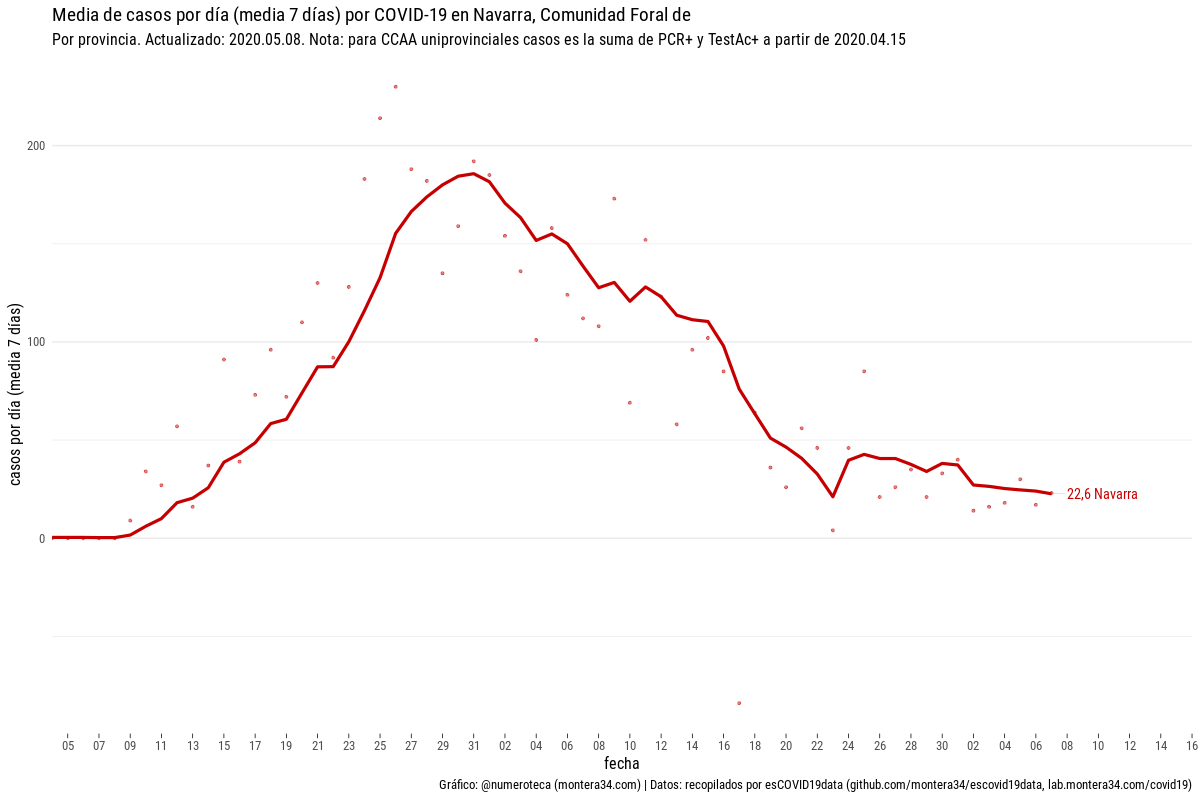 Media de casos por día (media 7 días) por COVID-19 en Navarra, Comunidad Foral de
Por provincia. Actualizado: 2020.05.08. Nota: para CCAA uniprovinciales casos es la suma de PCR+ y TestAc+ a partir de 2020.04.15
casos por día (media 7 días)
200
100
0
22,6 Navarra
05 07 09 11 13 15 17 19 21 23 25 27 29 31 02 04 06 08 10 12 14 16 18 20 22 24 26 28 30 02 04 06 08 10 12 14 16
fecha
Gráfico: @numeroteca (montera34.com) | Datos: recopilados por esCOVID19data (github.com/montera34/escovid19data, lab.montera34.com/covid19)